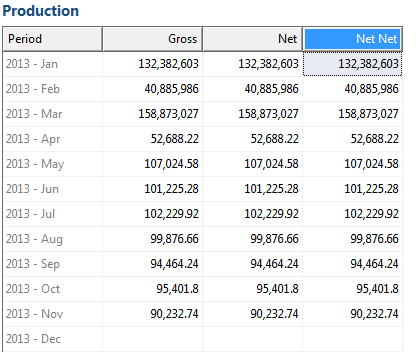 Production
Period Gross Net Net Net
2013 - Jan 132,382,603 132,382,603 132,382,603
2013 - Feb 40,885,986 40,885,986 40,885,986
2013 - Mar 158,873,027 158,873,027 158,873,027
2013 - Apr 52,688.22 52,688.22 52,688.22
2013 - May 107,024.58 107,024.58 107,024.58
2013 - Jun 101,225.28 101,225.28 101,225.28
2013 - Jul 102,229.92 102,229.92 102,229.92
2013 - Aug 99,876.66 99,876.66 99,876.66
2013 - Sep 94,464.24 94,464.24 94,464.24
2013 - Oct 95,401.8 95,401.8 95,401.8
2013 - Nov 90,232.74 90,232.74 90,232.74
2013 - Dec